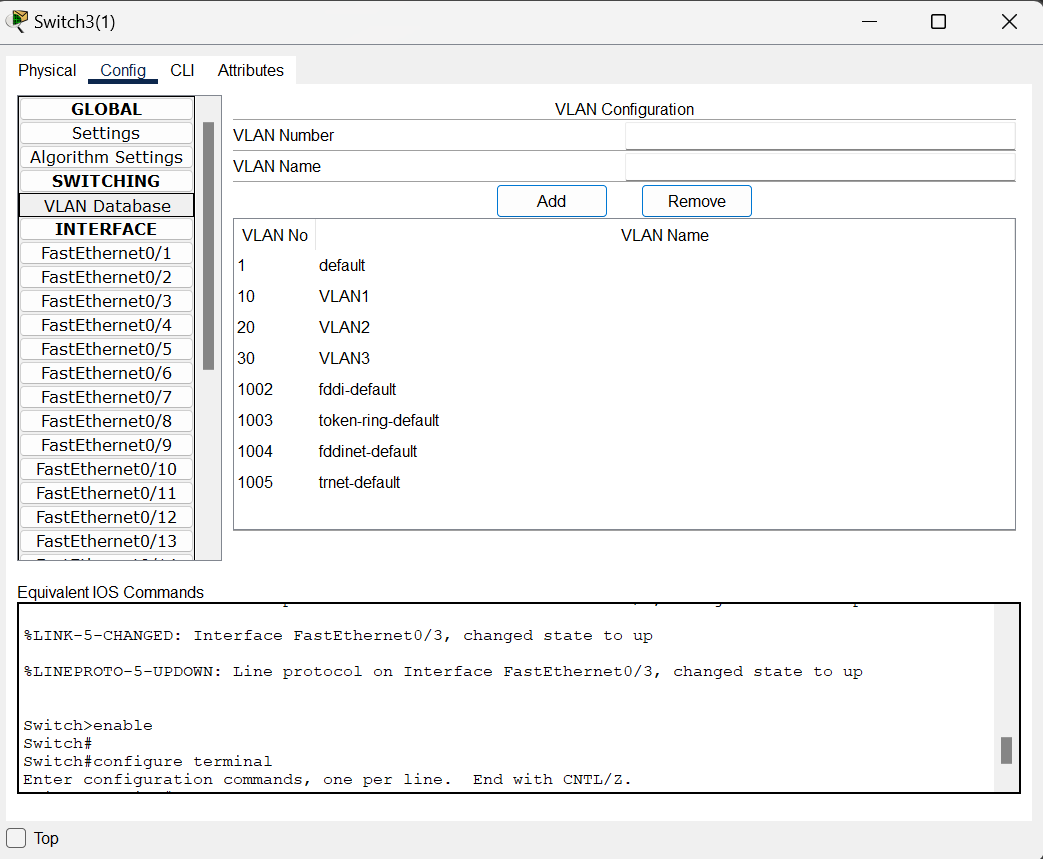 Switch3(1)
Physical Config CLI Attributes
GLOBAL
Settings
Algorithm Settings
SWITCHING
VLAN Database
INTERFACE
FastEthernet0/1
FastEthernet0/2
FastEthernet0/3
FastEthernet0/4
FastEthernet0/5
FastEthernet0/6
FastEthernet0/7
FastEthernet0/8
FastEthernet0/9
FastEthernet0/10
FastEthernet0/11
FastEthernet0/12
FastEthernet0/13
VLAN Configuration
VLAN Number
VLAN Name
Add Remove
VLAN No VLAN Name
1 default
10 VLAN1
20 VLAN2
30 VLAN3
1002 fddi-default
1003 token-ring-default
1004 fddinet-default
1005 trnet-default
Equivalent IOS Commands
%LINK-5-CHANGED: Interface FastEthernet0/3, changed state to up
%LINEPROTO-5-UPDOWN: Line protocol on Interface FastEthernet0/3, changed state to up
Switch>enable
Switch#
Switch#configure terminal
Enter configuration commands, one per line.  End with CNTL/Z.
Top